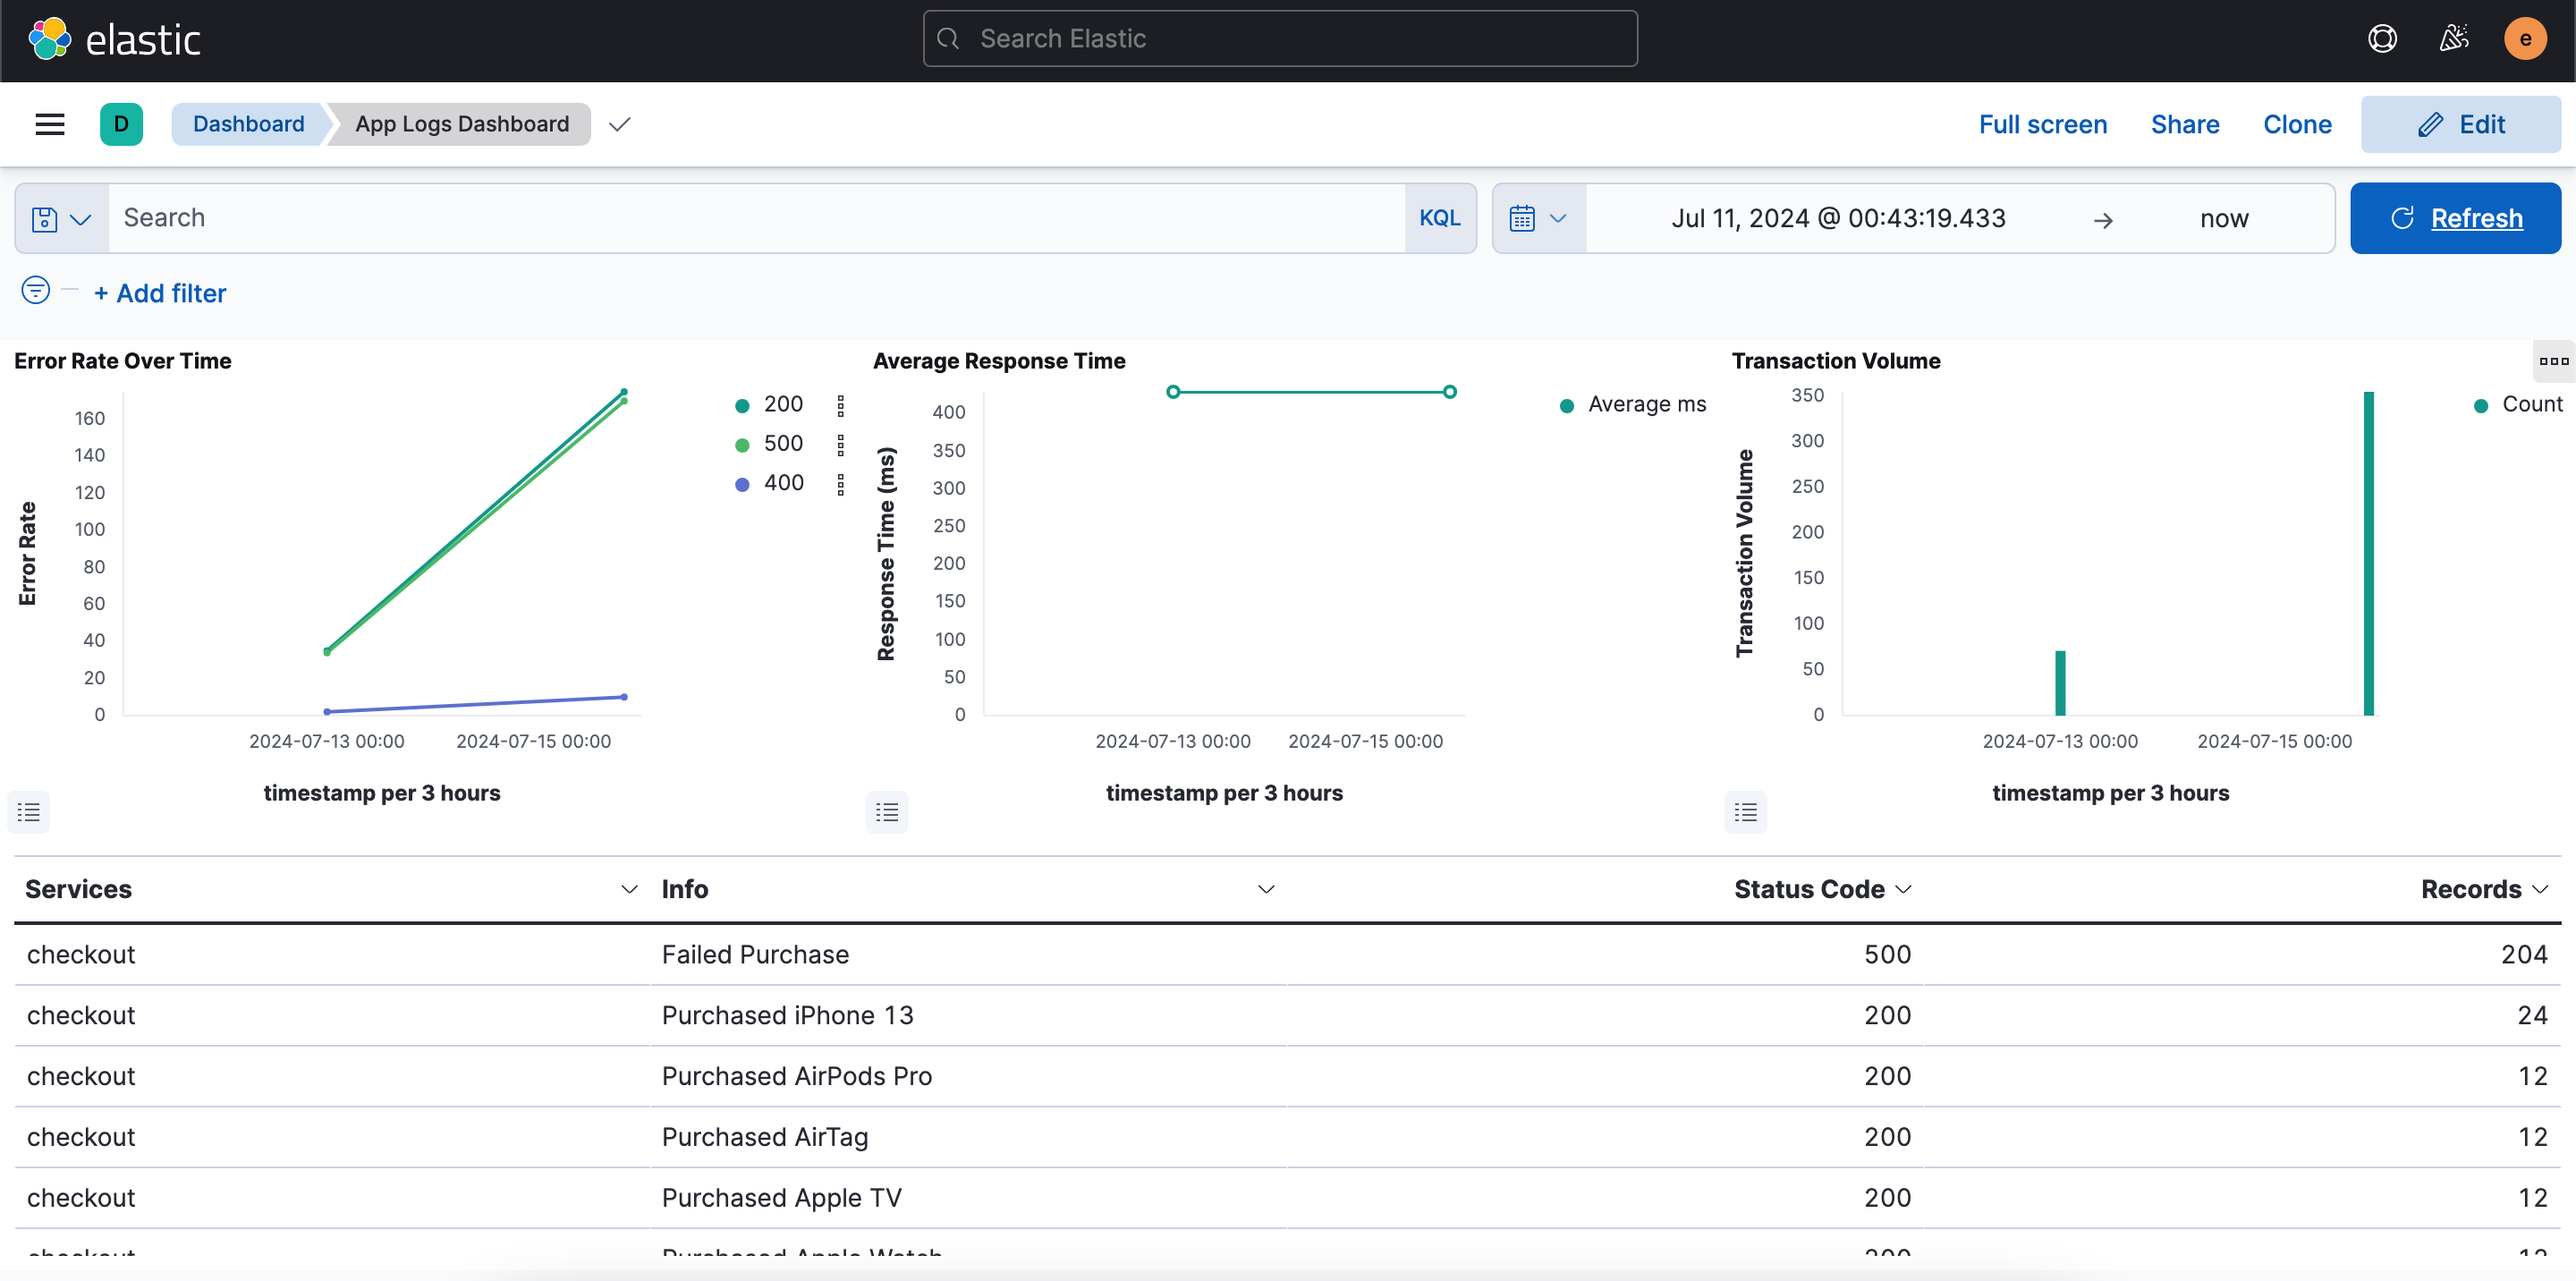 elastic
Search Elastic
e
D
Dashboard
App Logs Dashboard
Full screen
Share
Clone
Edit
Search
KQL
Jul 11, 2024 @ 00:43:19.433
→
now
Refresh
+ Add filter
Error Rate Over Time
Error Rate
160
140
120
100
80
60
40
20
0
2024-07-13 00:00
2024-07-15 00:00
timestamp per 3 hours
200
500
400
Average Response Time
Response Time (ms)
400
350
300
250
200
150
100
50
0
2024-07-13 00:00
2024-07-15 00:00
timestamp per 3 hours
Average ms
Transaction Volume
Transaction Volume
350
300
250
200
150
100
50
0
2024-07-13 00:00
2024-07-15 00:00
timestamp per 3 hours
Count
Services Info Status Code Records
checkout Failed Purchase 500 204
checkout Purchased iPhone 13 200 24
checkout Purchased AirPods Pro 200 12
checkout Purchased AirTag 200 12
checkout Purchased Apple TV 200 12
checkout Purchased Apple Watch 200 12